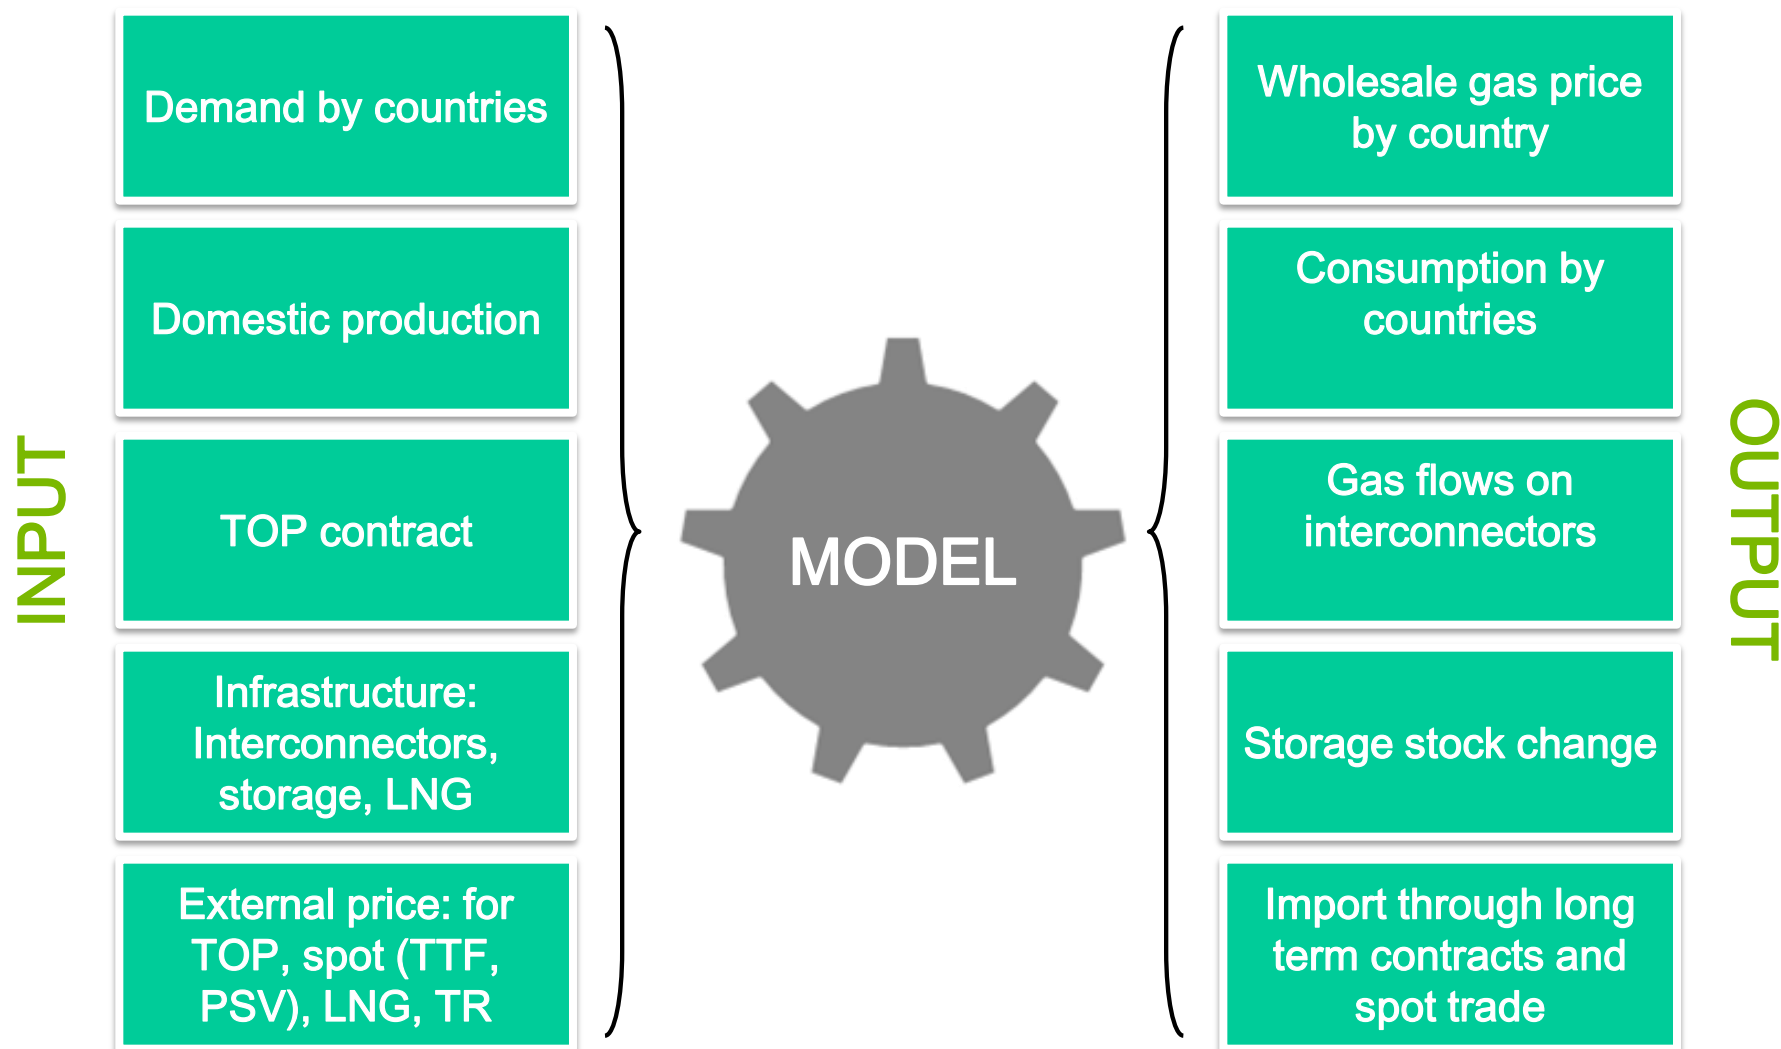 INPUT
Demand by countries
Domestic production
TOP contract
Infrastructure:
Interconnectors,
storage, LNG
External price: for
TOP, spot (TTF,
PSV), LNG, TR
MODEL
Wholesale gas price
by country
Consumption by
countries
Gas flows on
interconnectors
Storage stock change
Import through long
term contracts and
spot trade
OUTPUT